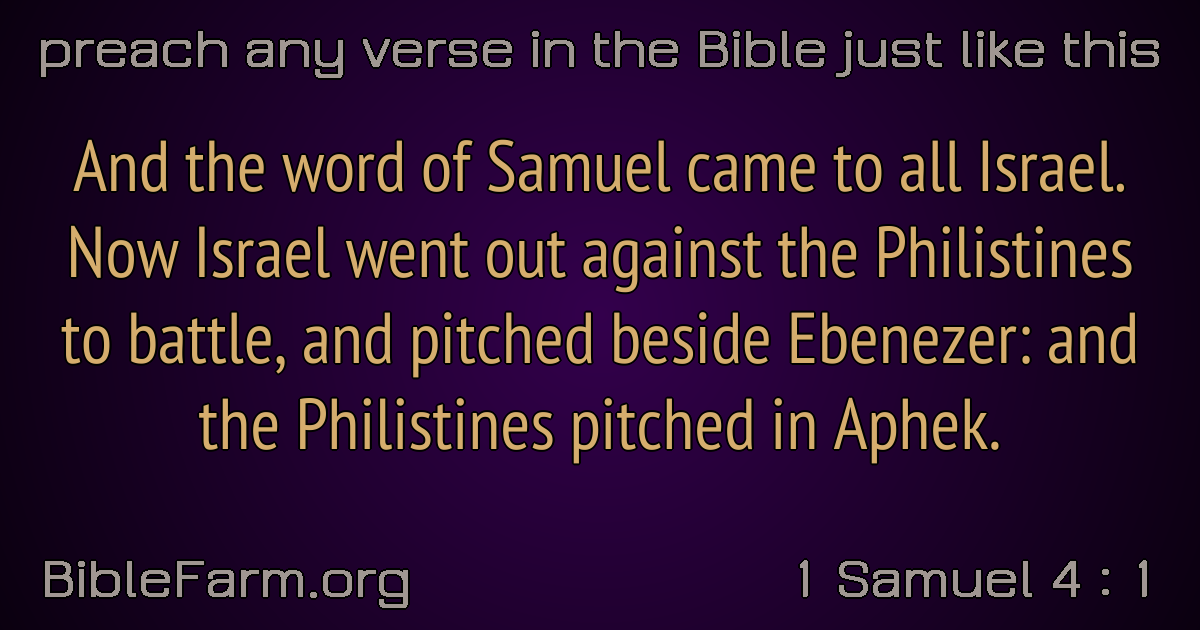 preach any verse in the Bible just like this
And the word of Samuel came to all Israel.
Now Israel went out against the Philistines
to battle, and pitched beside Ebenezer: and
the Philistines pitched in Aphek.
BibleFarm.org
1 Samuel 4 : 1